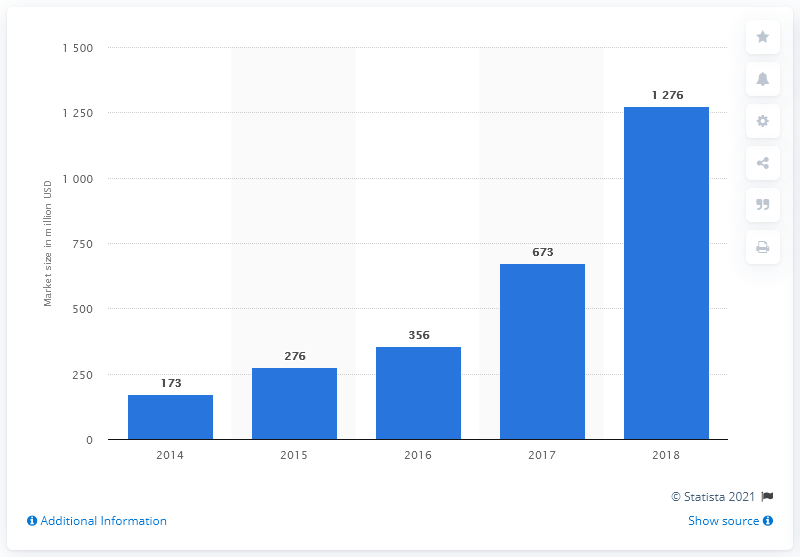 1 500
1 250
1 000
750
500
250
0
Market size in million USD
173
276
356
673
1 276
2014 2015 2016 2017 2018
© Statista 2021
Additional Information
Show source